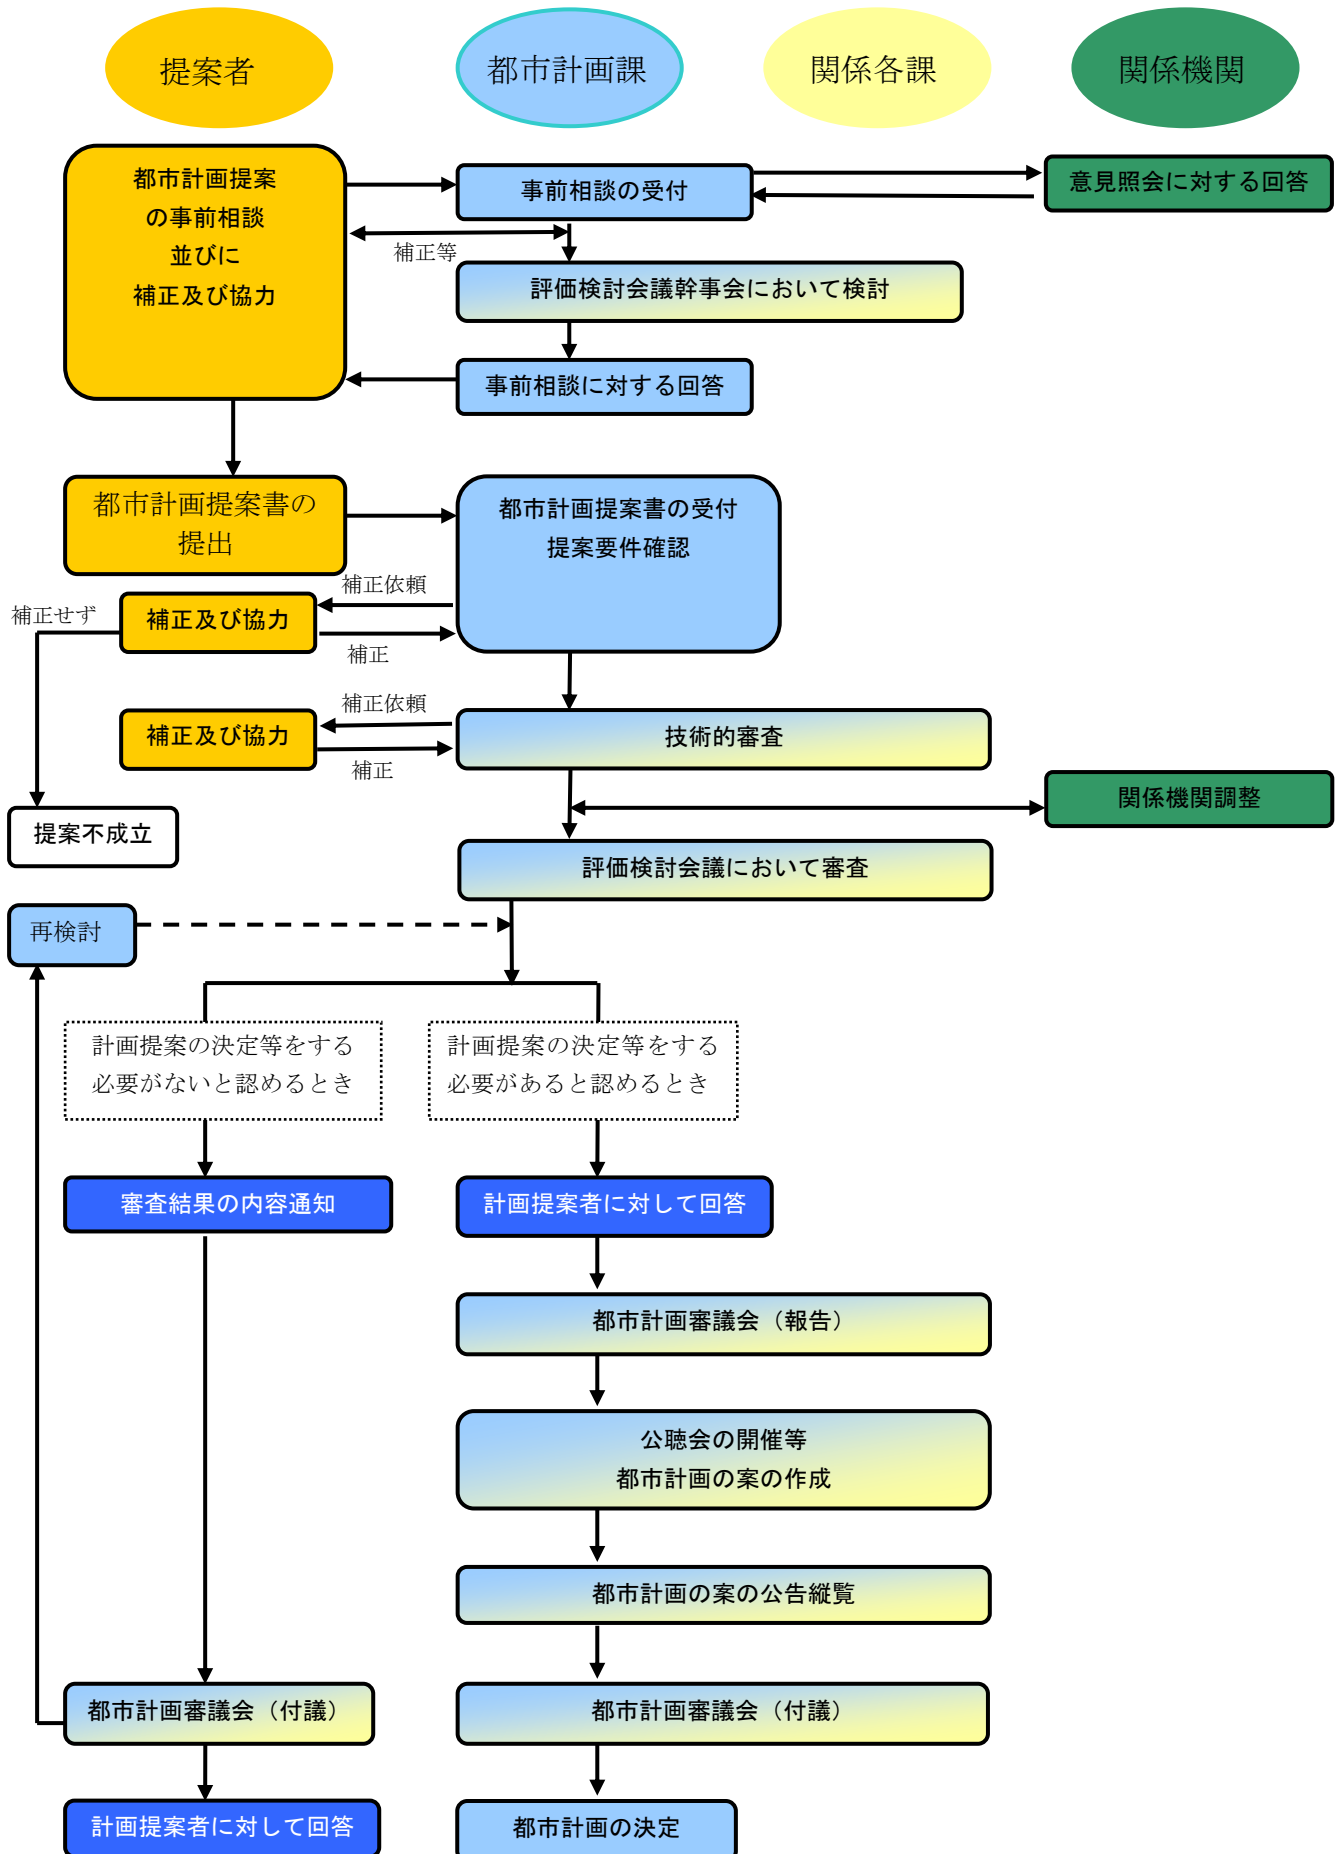 提案者
都市計画課
関係各課
関係機関
都市計画提案
の事前相談
並びに
補正及び協力
事前相談の受付
意見照会に対する回答
補正等
評価検討会議幹事会において検討
事前相談に対する回答
都市計画提案書の
提出
都市計画提案書の受付
提案要件確認
補正依頼
補正せず
補正及び協力
補正
補正依頼
補正及び協力
技術的審査
補正
関係機関調整
提案不成立
評価検討会議において審査
再検討
計画提案の決定等をする
必要がないと認めるとき
計画提案の決定等をする
必要があると認めるとき
審査結果の内容通知
計画提案者に対して回答
都市計画審議会（報告）
公聴会の開催等
都市計画の案の作成
都市計画の案の公告縦覧
都市計画審議会（付議）
都市計画審議会（付議）
計画提案者に対して回答
都市計画の決定